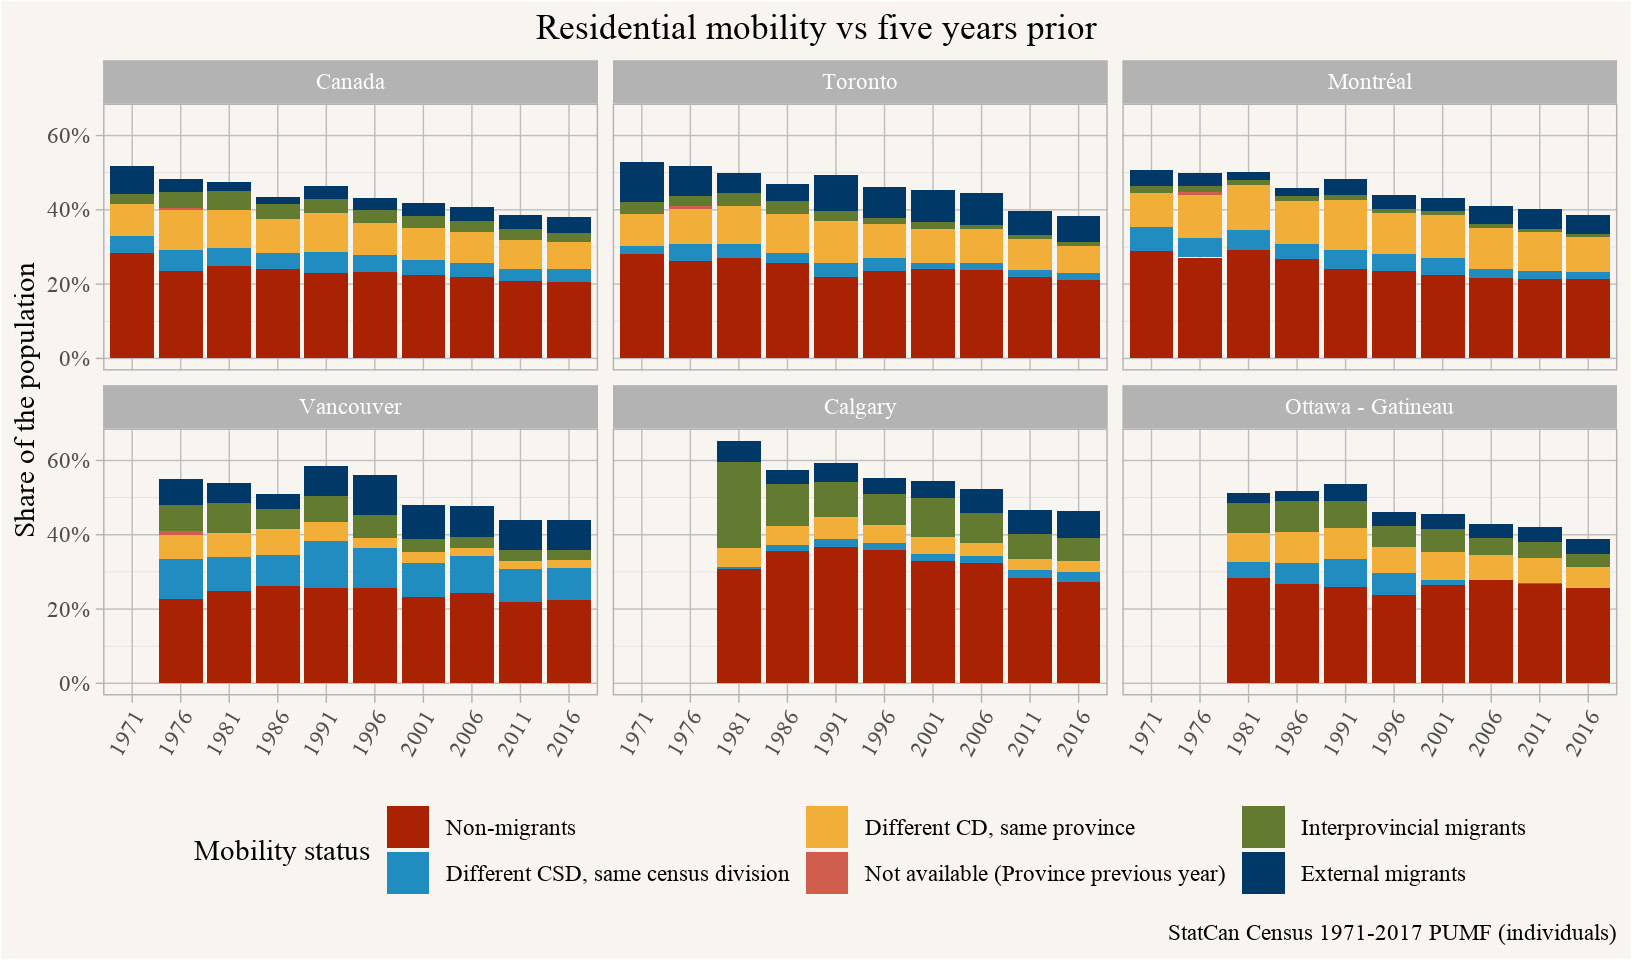 Residential mobility vs five years prior
Canada
Toronto
Montréal
60%
40%
20%
0%
Share of the population
Vancouver
Calgary
Ottawa - Gatineau
60%
40%
20%
0%
1971 1976 1981 1986 1991 1996 2001 2006 2011 2016
1971 1976 1981 1986 1991 1996 2001 2006 2011 2016
1971 1976 1981 1986 1991 1996 2001 2006 2011 2016
Mobility status
Non-migrants
Different CSD, same census division
Different CD, same province
Not available (Province previous year)
Interprovincial migrants
External migrants
StatCan Census 1971-2017 PUMF (individuals)